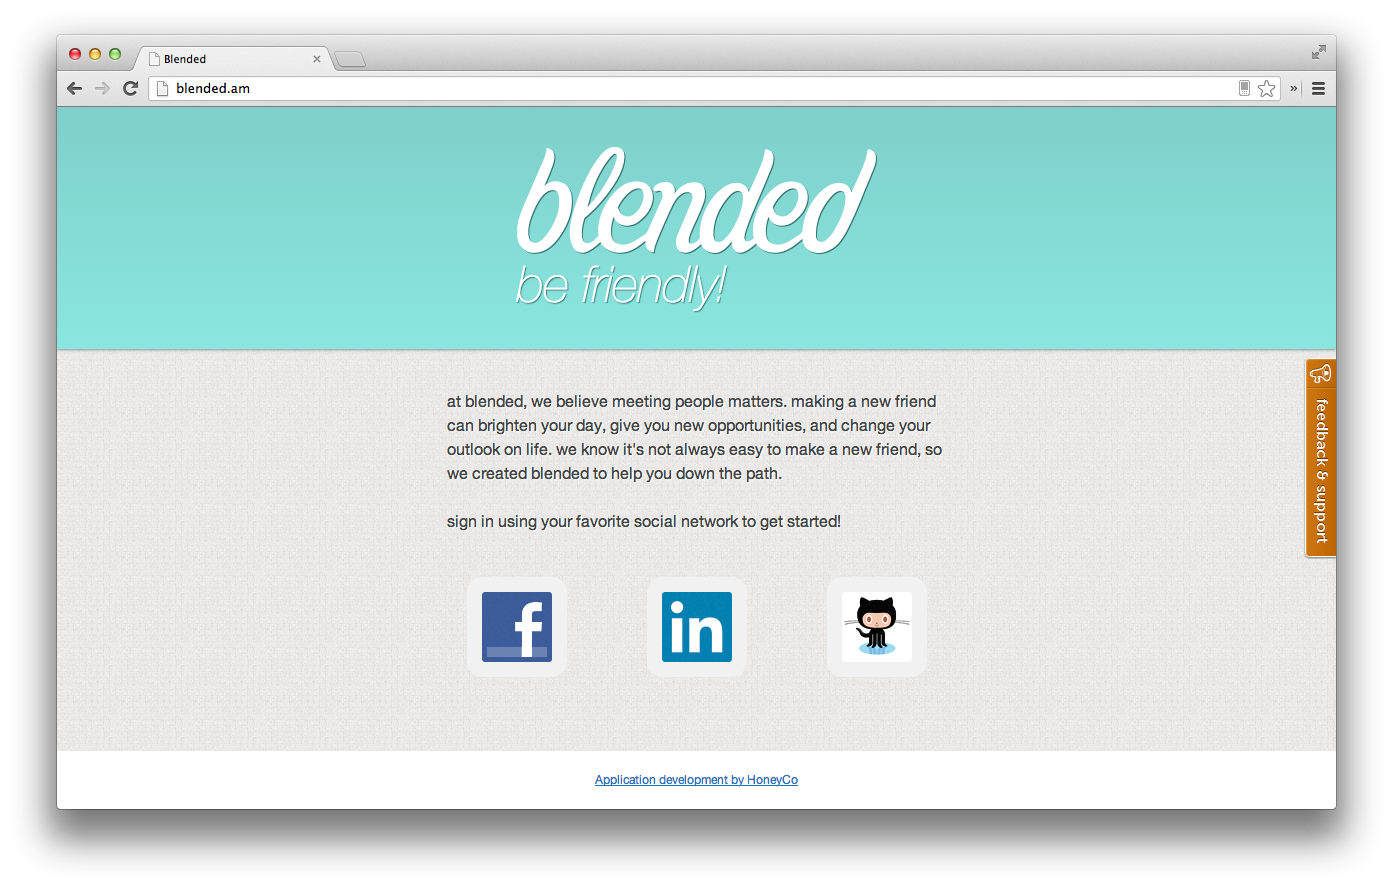 Blended
blended.am
blended
be friendly!
at blended, we believe meeting people matters. making a new friend
can brighten your day, give you new opportunities, and change your
outlook on life. we know it's not always easy to make a new friend, so
we created blended to help you down the path.
sign in using your favorite social network to get started!
feedback & support
f
in
Application development by HoneyCo